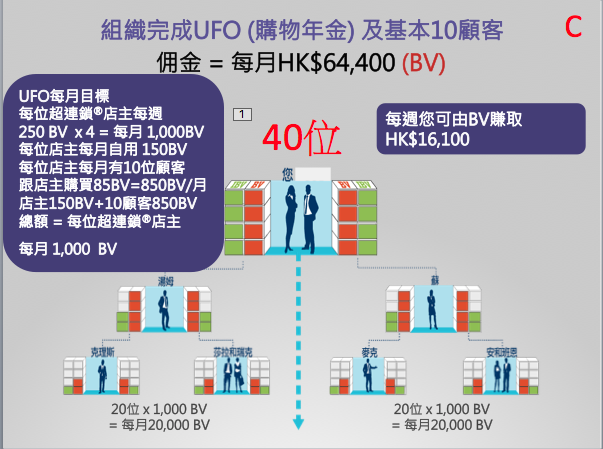 組織完成UFO (購物年金) 及基本10顧客
C
佣金 = 每月HK$64,400 (BV)
UFO每月目標
每位超連鎖®店主每週
250 BV x 4 = 每月 1,000BV
每位店主每月自用 150BV
每位店主每月有10位顧客
跟店主購買85BV=850BV/月
店主150BV+10顧客850BV
總額 = 每位超連鎖®店主
每月 1,000 BV
1
40位
每週您可由BV賺取
HK$16,100
您
BV BV
湯姆
蘇
克理斯
莎拉和瑞克
麥克
安和班恩
20位 x 1,000 BV
= 每月20,000 BV
20位 x 1,000 BV
= 每月20,000 BV